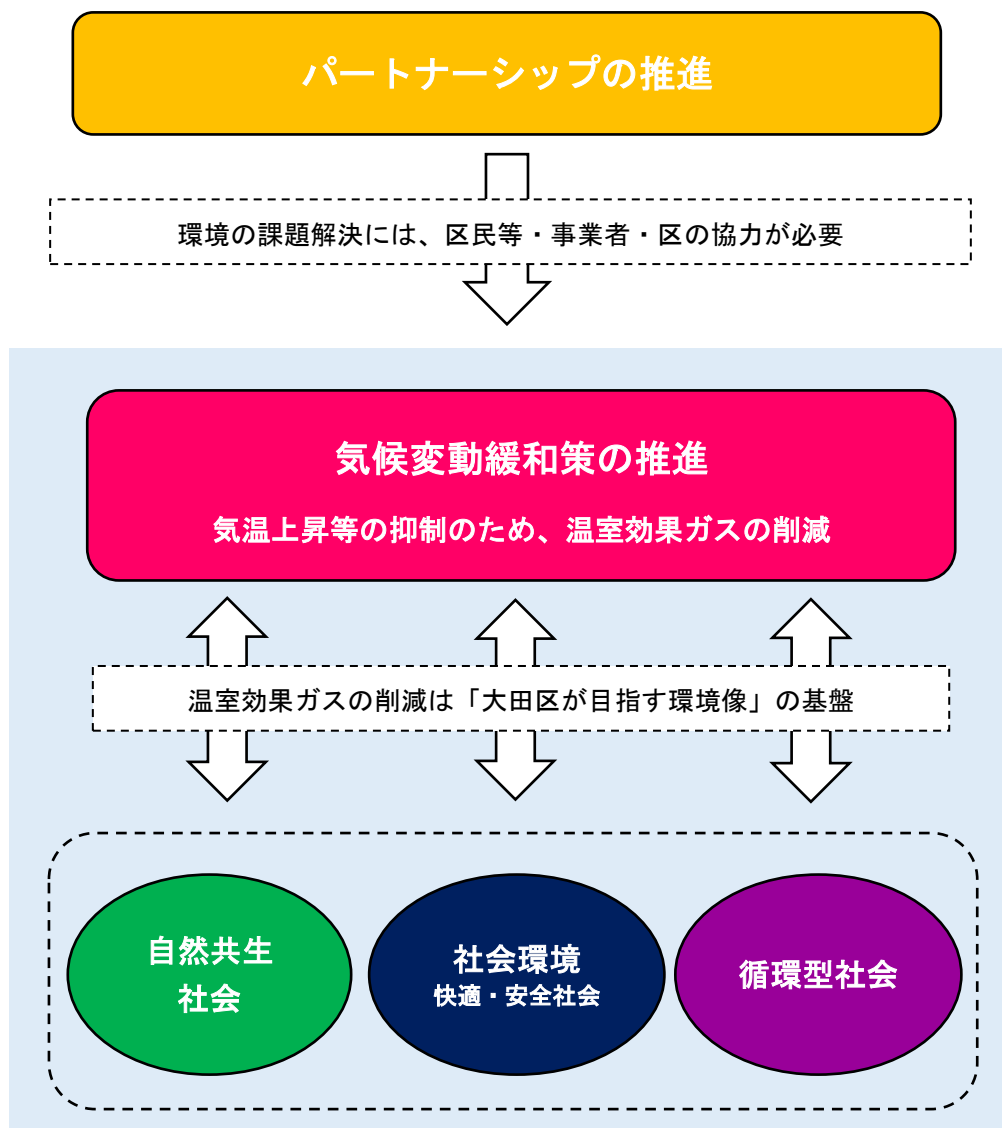 パートナーシップの推進
環境の課題解決には、区民等・事業者・区の協力が必要
気候変動緩和策の推進
気温上昇等の抑制のため、温室効果ガスの削減
温室効果ガスの削減は「大田区が目指す環境像」の基盤
自然共生
社会
社会環境
快適・安全社会
循環型社会